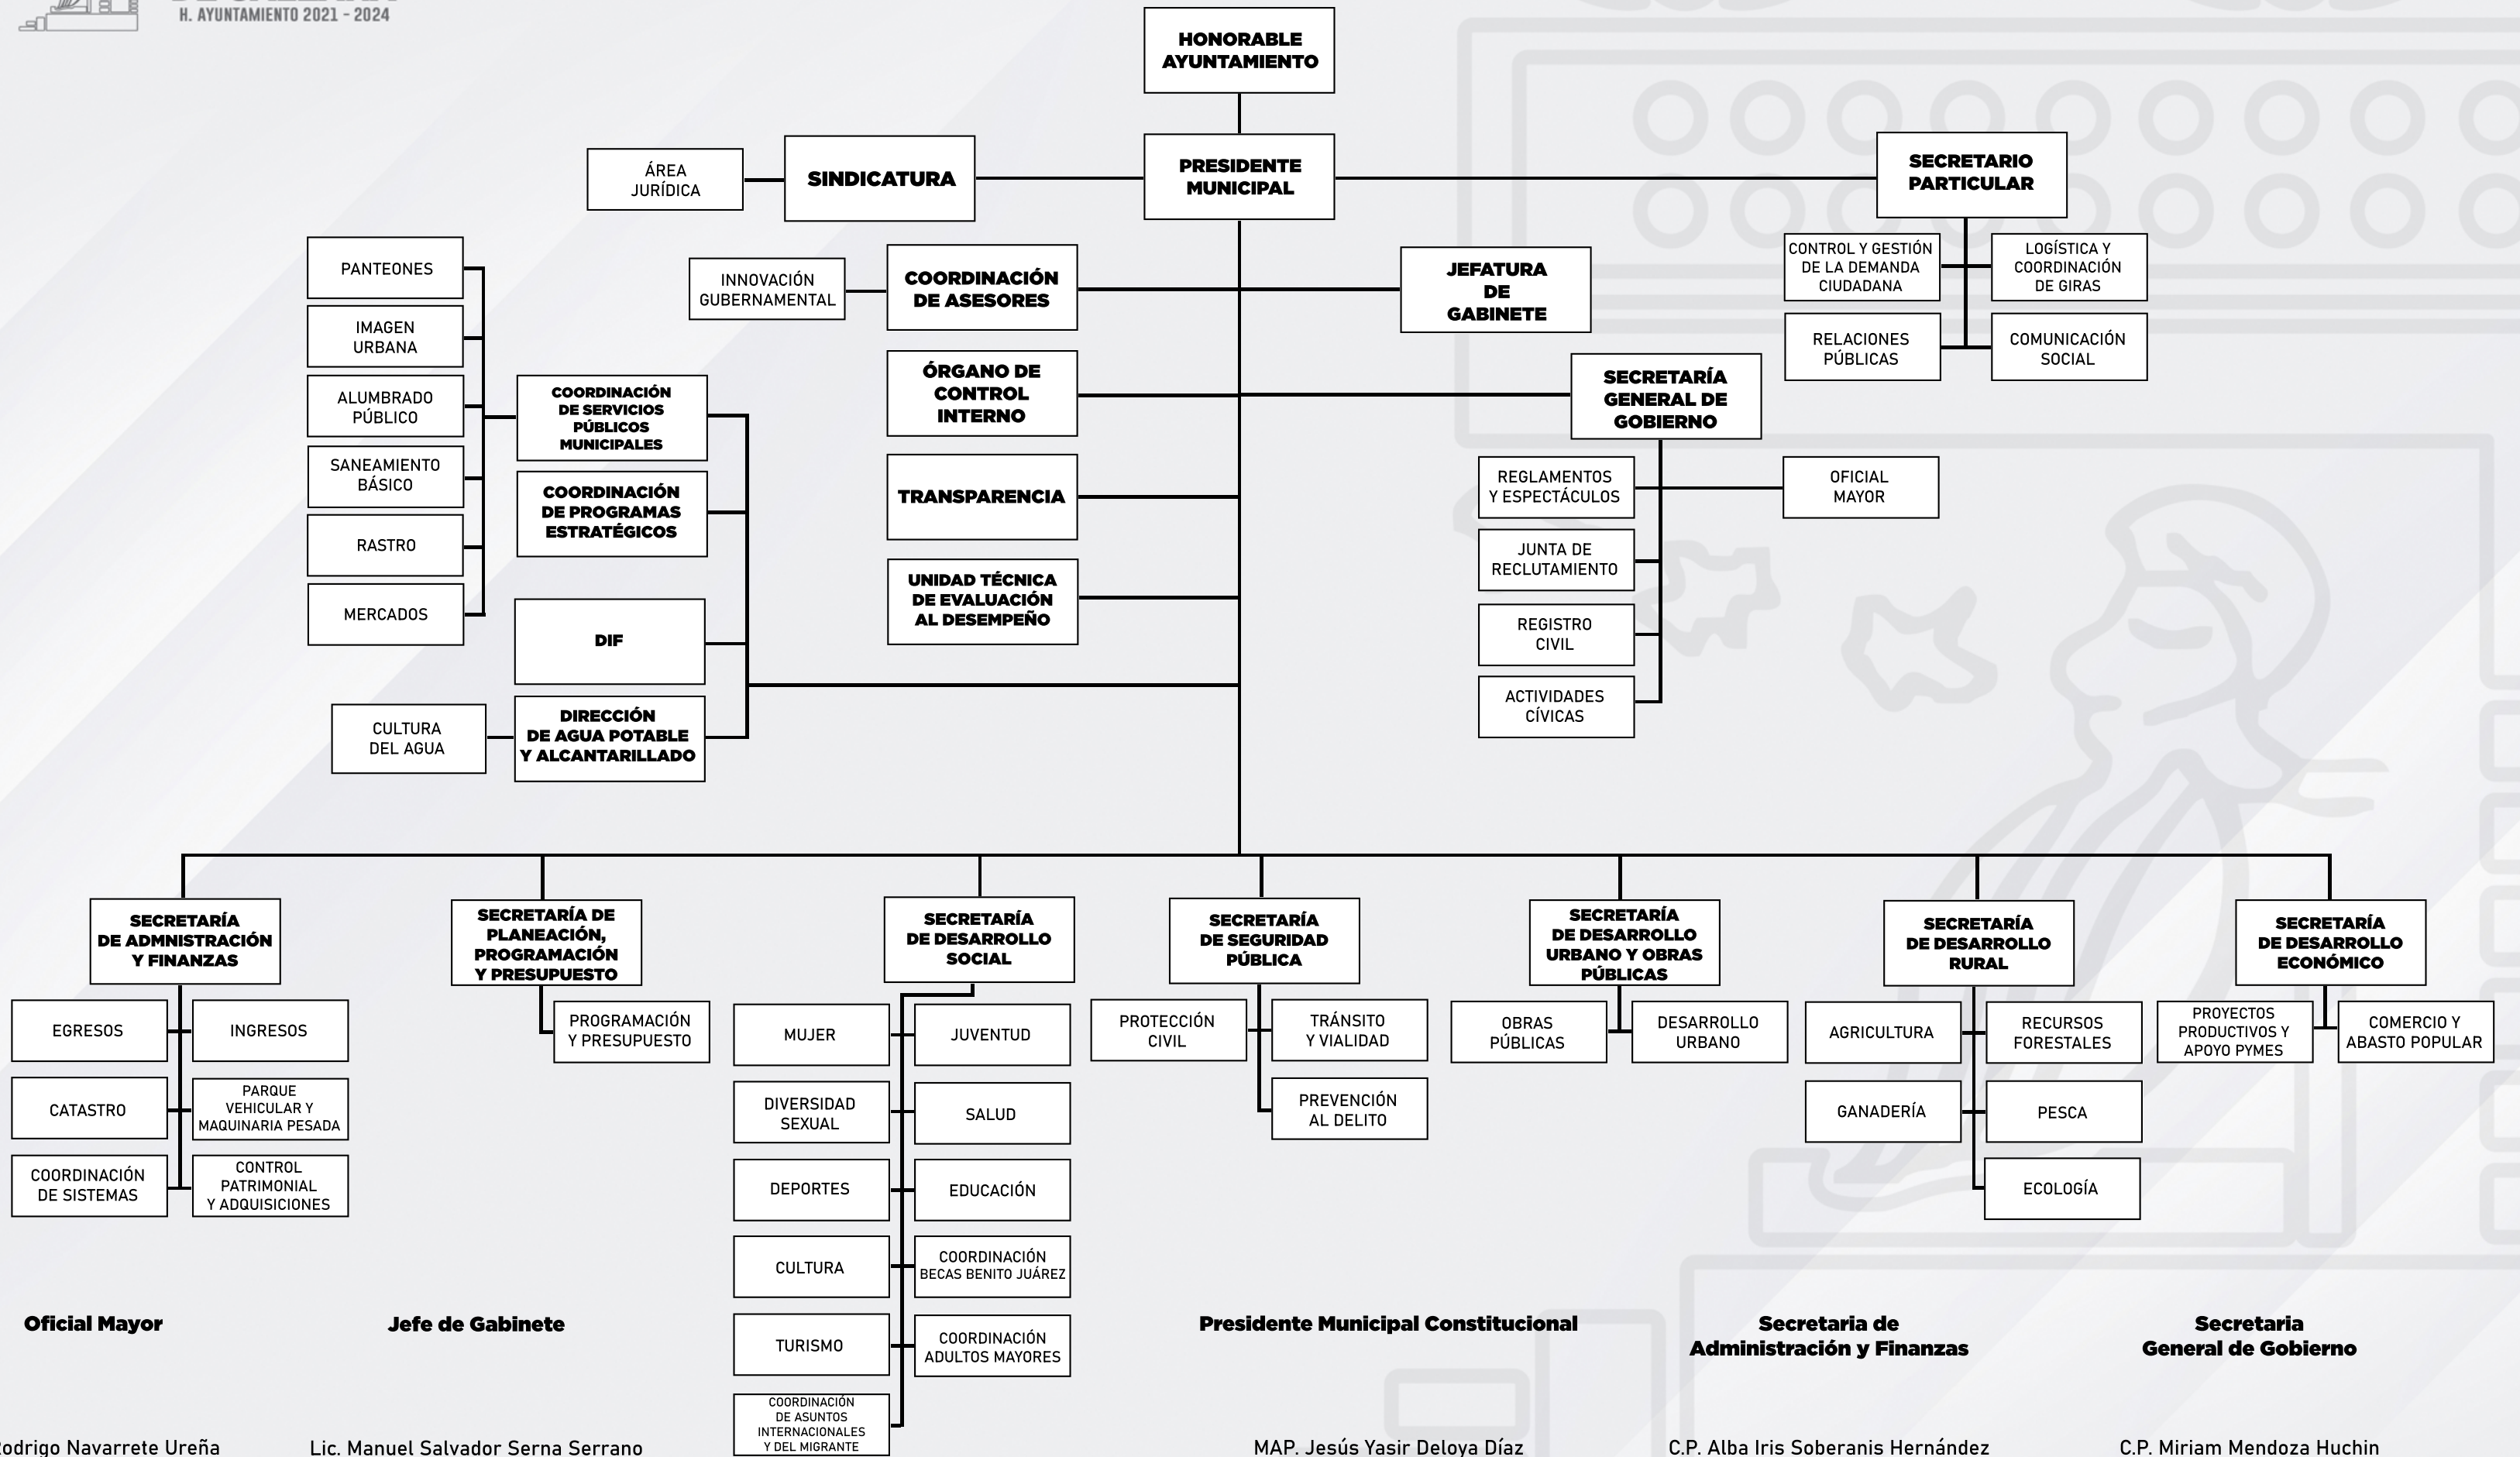 H. AYUNTAMIENTO 2021 - 2024
HONORABLE
AYUNTAMIENTO
PRESIDENTE
MUNICIPAL
SINDICATURA
ÁREA
JURÍDICA
SECRETARIO
PARTICULAR
CONTROL Y GESTIÓN
DE LA DEMANDA
CIUDADANA
LOGÍSTICA Y
COORDINACIÓN
DE GIRAS
RELACIONES
PÚBLICAS
COMUNICACIÓN
SOCIAL
INNOVACIÓN
GUBERNAMENTAL
COORDINACIÓN
DE ASESORES
JEFATURA
DE
GABINETE
ÓRGANO DE
CONTROL
INTERNO
SECRETARÍA
GENERAL DE
GOBIERNO
TRANSPARENCIA
UNIDAD TÉCNICA
DE EVALUACIÓN
AL DESEMPEÑO
REGLAMENTOS
Y ESPECTÁCULOS
OFICIAL
MAYOR
JUNTA DE
RECLUTAMIENTO
REGISTRO
CIVIL
ACTIVIDADES
CÍVICAS
PANTEONES
IMAGEN
URBANA
ALUMBRADO
PÚBLICO
SANEAMIENTO
BÁSICO
RASTRO
MERCADOS
COORDINACIÓN
DE SERVICIOS
PÚBLICOS
MUNICIPALES
COORDINACIÓN
DE PROGRAMAS
ESTRATÉGICOS
DIF
DIRECCIÓN
DE AGUA POTABLE
Y ALCANTARILLADO
CULTURA
DEL AGUA
SECRETARÍA
DE ADMNISTRACIÓN
Y FINANZAS
EGRESOS
INGRESOS
CATASTRO
PARQUE
VEHICULAR Y
MAQUINARIA PESADA
COORDINACIÓN
DE SISTEMAS
CONTROL
PATRIMONIAL
Y ADQUISICIONES
SECRETARÍA DE
PLANEACIÓN,
PROGRAMACIÓN
Y PRESUPUESTO
PROGRAMACIÓN
Y PRESUPUESTO
SECRETARÍA
DE DESARROLLO
SOCIAL
MUJER
JUVENTUD
DIVERSIDAD
SEXUAL
SALUD
DEPORTES
EDUCACIÓN
CULTURA
COORDINACIÓN
BECAS BENITO JUÁREZ
TURISMO
COORDINACIÓN
ADULTOS MAYORES
COORDINACIÓN
DE ASUNTOS
INTERNACIONALES
Y DEL MIGRANTE
SECRETARÍA
DE SEGURIDAD
PÚBLICA
PROTECCIÓN
CIVIL
TRÁNSITO
Y VIALIDAD
PREVENCIÓN
AL DELITO
SECRETARÍA
DE DESARROLLO
URBANO Y OBRAS
PÚBLICAS
OBRAS
PÚBLICAS
DESARROLLO
URBANO
SECRETARÍA
DE DESARROLLO
RURAL
AGRICULTURA
RECURSOS
FORESTALES
GANADERÍA
PESCA
ECOLOGÍA
SECRETARÍA
DE DESARROLLO
ECONÓMICO
PROYECTOS
PRODUCTIVOS Y
APOYO PYMES
COMERCIO Y
ABASTO POPULAR
Oficial Mayor
Jefe de Gabinete
Presidente Municipal Constitucional
Secretaria de
Administración y Finanzas
Secretaria
General de Gobierno
Rodrigo Navarrete Ureña
Lic. Manuel Salvador Serna Serrano
MAP. Jesús Yasir Deloya Díaz
C.P. Alba Iris Soberanis Hernández
C.P. Miriam Mendoza Huchin